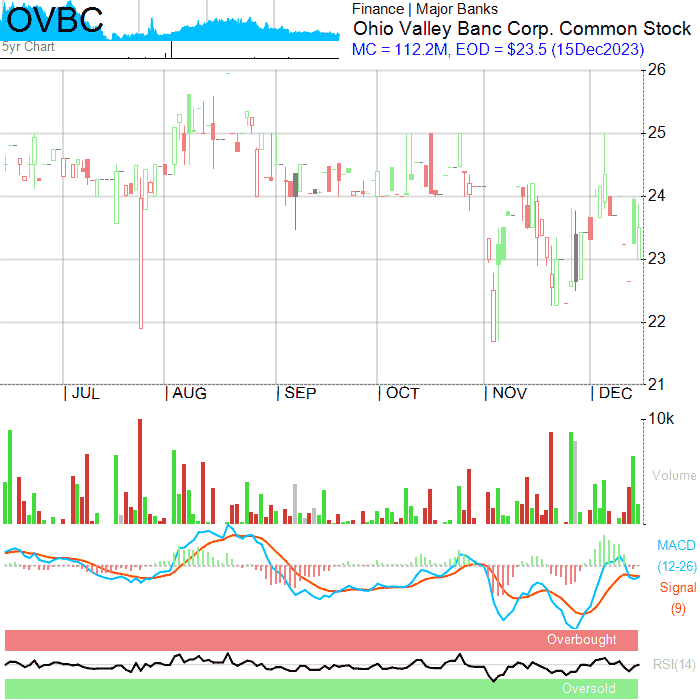 OVBC
5yr Chart
Finance | Major Banks
Ohio Valley Banc Corp. Common Stock
MC = 112.2M, EOD = $23.5 (15Dec2023)
26
25
24
23
22
21
| JUL | AUG | SEP | OCT | NOV | DEC
10k
Volume
MACD
(12-26)
Signal
(9)
Overbought
RSI(14)
Oversold